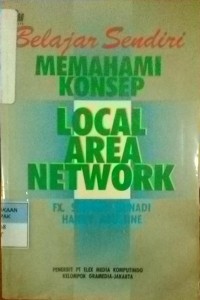 Belajar Sendiri
MEMAHAMI
KONSEP
LOCAL
AREA
NETWORK
FX.
PENERBIT PT ELEX MEDIA KOMPUTINDO
KELOMPOK GRAMEDIA-JAKARTA